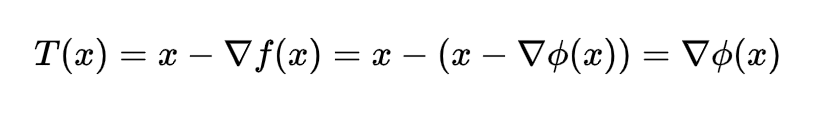 T(x) = x − ∇f(x) = x − (x − ∇ϕ(x)) = ∇ϕ(x)